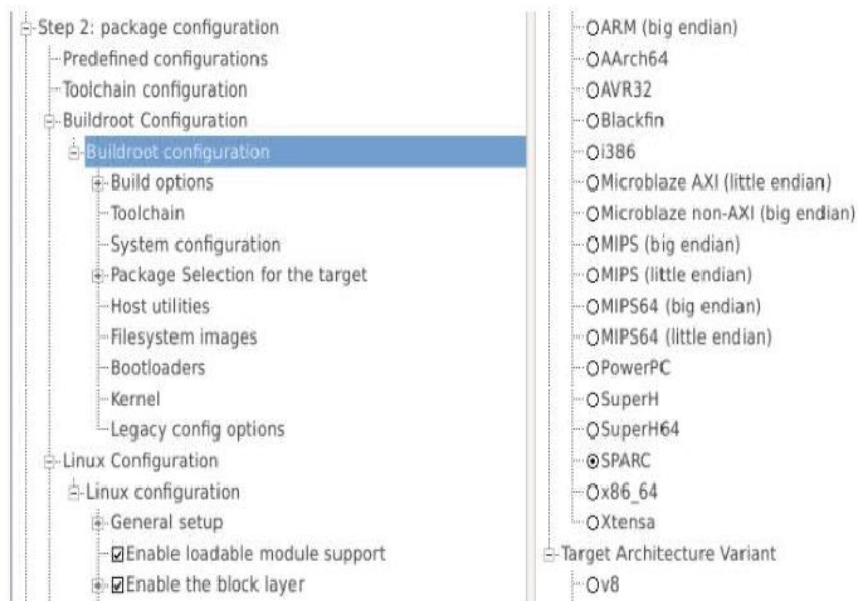 Step 2: package configuration
Predefined configurations
Toolchain configuration
Buildroot Configuration
Buildroot configuration
Build options
Toolchain
System configuration
Package Selection for the target
Host utilities
Filesystem images
Bootloaders
Kernel
Legacy config options
Linux Configuration
Linux configuration
General setup
Enable loadable module support
Enable the block layer
ARM (big endian)
AArch64
AVR32
Blackfin
i386
Microblaze AXI (little endian)
Microblaze non-AXI (big endian)
MIPS (big endian)
MIPS (little endian)
MIPS64 (big endian)
MIPS64 (little endian)
PowerPC
SuperH
SuperH64
SPARC
x86_64
Xtensa
Target Architecture Variant
v8